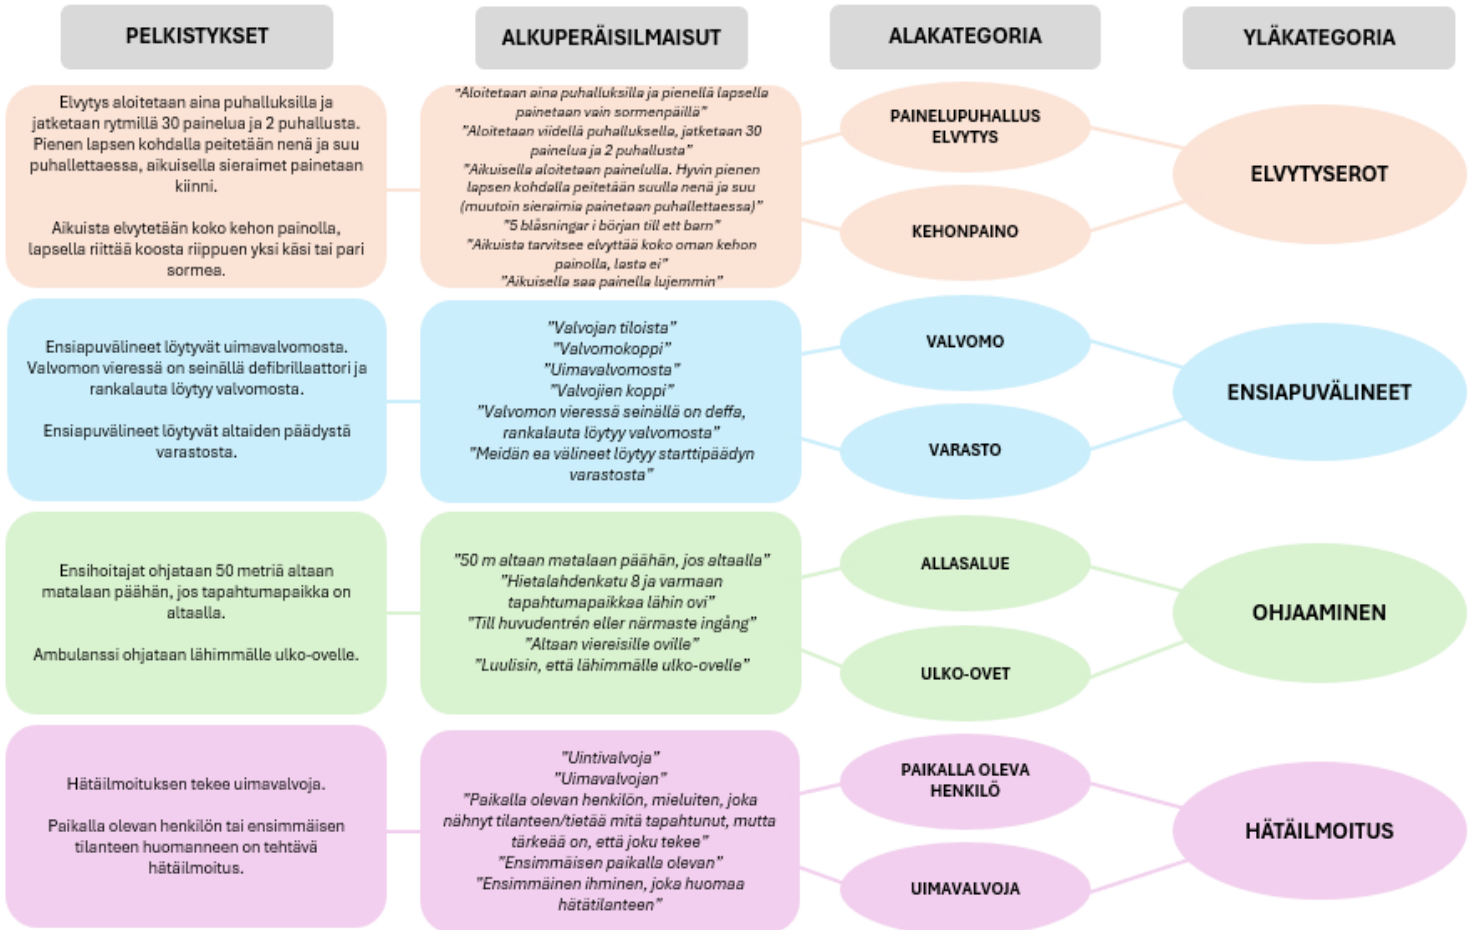 PELKISTYKSET
ALKUPERÄISILMAISUT
ALAKATEGORIA
YLÄKATEGORIA
Elvytys aloitetaan aina puhalluksilla ja
jatketaan rytmillä 30 painelua ja 2 puhallusta.
Pienen lapsen kohdalla peitetään nenä ja suu
puhallettaessa, aikuisella sieraimet painetaan
kiinni.
Aikuista elvytetään koko kehon painolla,
lapsella riittää koosta riippuen yksi käsi tai pari
sormea.
"Aloitetaan aina puhalluksilla ja pienellä lapsella
painetaan vain sormenpäillä"
"Aloitetaan viidellä puhalluksella, jatketaan 30
painelua ja 2 puhallusta"
"Aikuisella aloitetaan painelulla. Hyvin pienen
lapsen kohdalla peitetään suulla nenä ja suu
(muutoin sieraimia painetaan puhallettaessa)"
"5 blåsningar i början till ett barn"
"Aikuista tarvitsee elvyttää koko oman kehon
painolla, lasta ei"
"Aikuisella saa painella lujemmin"
PAINELUPUHALLUS
ELVYTYS
KEHONPAINO
ELVYTYSEROT
Ensiapuvälineet löytyvät uimavalvomosta.
Valvomon vieressä on seinällä defibrillaattori ja
rankalauta löytyy valvomosta.
Ensiapuvälineet löytyvät altaiden päädystä
varastosta.
"Valvojan tiloista"
"Valvomokoppi"
"Uimavalvomosta"
"Valvojien koppi"
"Valvomon vieressä seinällä on deffa,
rankalauta löytyy valvomosta"
"Meidän ea välineet löytyy starttipäädyn
varastosta"
VALVOMO
VARASTO
ENSIAPUVÄLINEET
Ensihoitajat ohjataan 50 metriä altaan
matalaan päähän, jos tapahtumapaikka on
altaalla.
Ambulanssi ohjataan lähimmälle ulko-ovelle.
"50 m altaan matalaan päähän, jos altaalla"
"Hietalahdenkatu 8 ja varmaan
tapahtumapaikkaa lähin ovi"
"Till huvudentrén eller närmaste ingång"
"Altaan viereisille oville"
"Luulisin, että lähimmälle ulko-ovelle"
ALLASALUE
ULKO-OVET
OHJAAMINEN
Hätäilmoituksen tekee uimavalvoja.
Paikalla olevan henkilön tai ensimmäisen
tilanteen huomanneen on tehtävä
hätäilmoitus.
"Uintivalvoja"
"Uimavalvojan"
"Paikalla olevan henkilön, mieluiten, joka
nähnyt tilanteen/tietää mitä tapahtunut, mutta
tärkeää on, että joku tekee"
"Ensimmäisen paikalla olevan"
"Ensimmäinen ihminen, joka huomaa
hätätilanteen"
PAIKALLA OLEVA
HENKILÖ
UIMAVALVOJA
HÄTÄILMOITUS